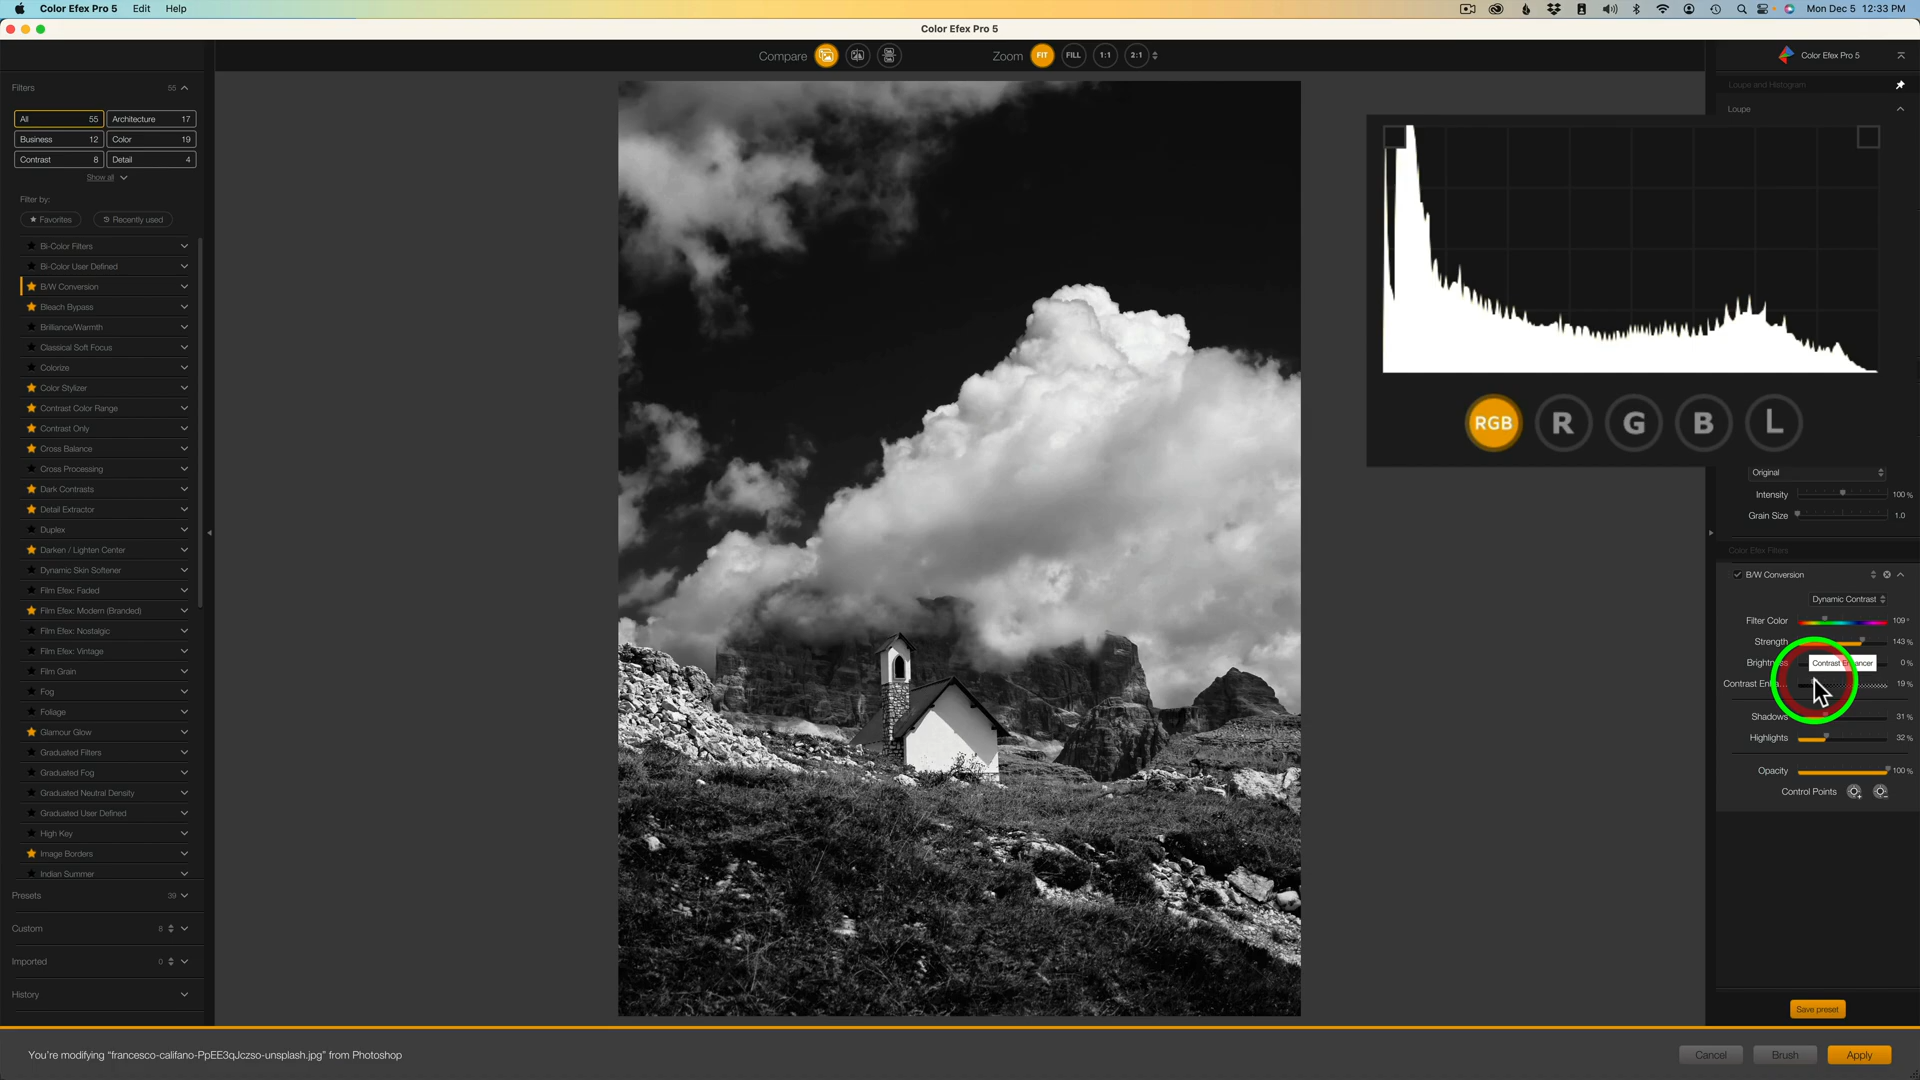 Color Efex Pro 5 Edit Help
Mon Dec 5 12:33 PM
Color Efex Pro 5
Compare
Zoom FIT FILL 1:1 2:1
Color Efex Pro 5
Filters 55
All 55
Architecture 17
Business 12
Color 19
Contrast 8
Detail 4
Show all
Filter by:
Favorites
Recently used
Bi-Color Filters
Bi-Color User Defined
B/W Conversion
Bleach Bypass
Brilliance/Warmth
Classical Soft Focus
Colorize
Color Stylizer
Contrast Color Range
Contrast Only
Cross Balance
Cross Processing
Dark Contrasts
Detail Extractor
Duplex
Darken / Lighten Center
Dynamic Skin Softener
Film Efex: Faded
Film Efex: Modern (Branded)
Film Efex: Nostalgic
Film Efex: Vintage
Film Grain
Fog
Foliage
Glamour Glow
Graduated Filters
Graduated Fog
Graduated Neutral Density
Graduated User Defined
High Key
Image Borders
Indian Summer
Presets 39
Custom 8
Imported 0
History
Loupe and Histogram
Loupe
RGB R G B L
Original
Intensity 100 %
Grain Size 1.0
Color Efex Filters
B/W Conversion
Dynamic Contrast
Filter Color 109°
Strength 143 %
Brightness 0 %
Contrast Enhancer
Contrast Enha... 19 %
Shadows 31 %
Highlights 32 %
Opacity 100 %
Control Points
Save preset
You're modifying "francesco-califano-PpEE3qJczso-unsplash.jpg" from Photoshop
Cancel Brush Apply